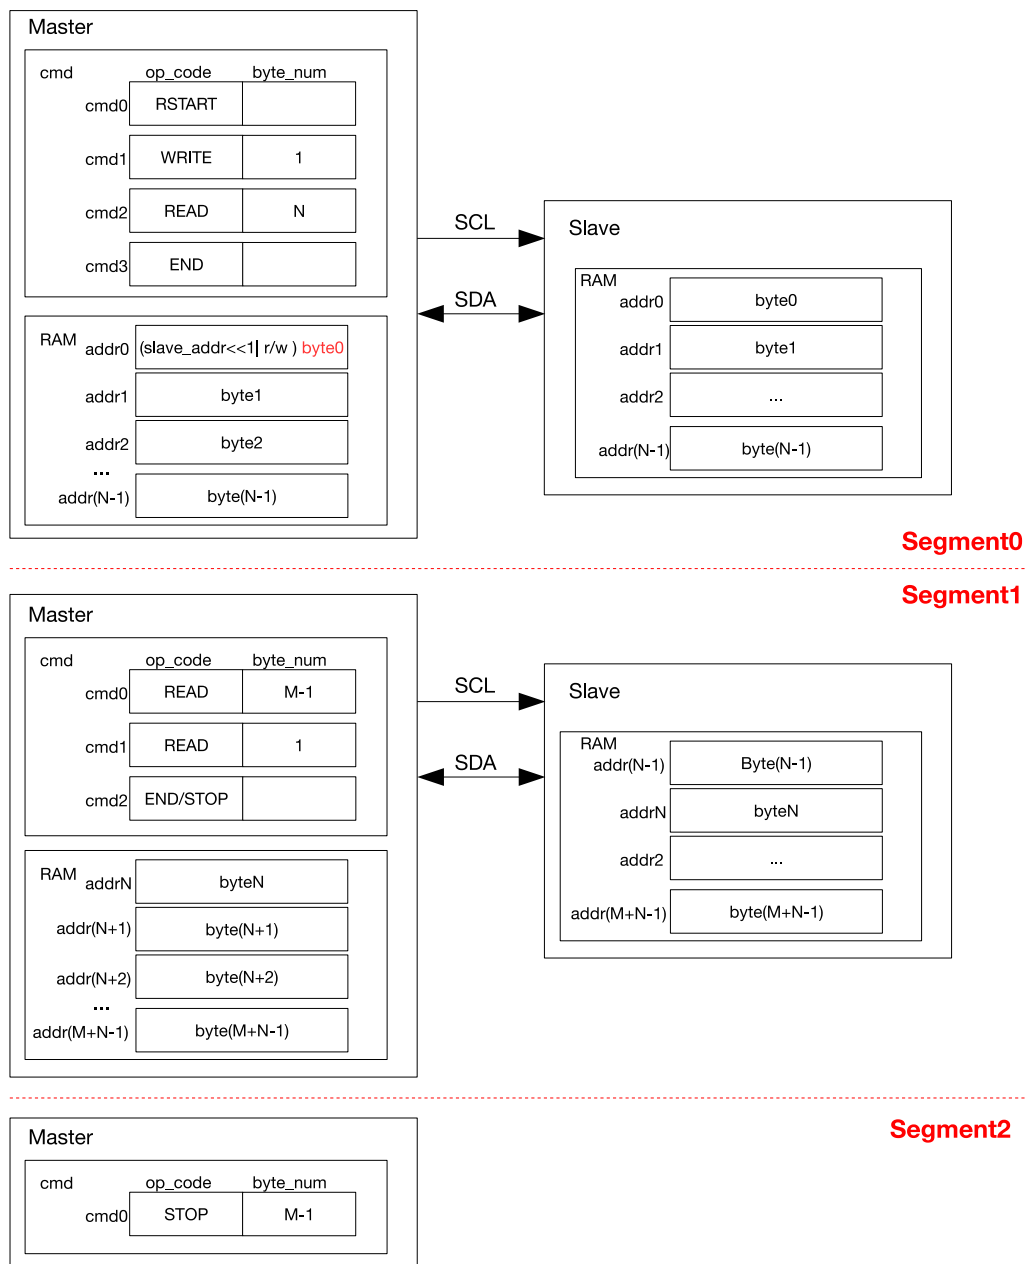 Master
cmd op_code byte_num
cmd0 RSTART
cmd1 WRITE 1
cmd2 READ N
cmd3 END
RAM addr0 (slave_addr<<1| r/w ) byte0
addr1 byte1
addr2 byte2
...
addr(N-1) byte(N-1)
SCL
SDA
Slave
RAM
addr0 byte0
addr1 byte1
addr2 ...
addr(N-1) byte(N-1)
Segment0
Segment1
Master
cmd op_code byte_num
cmd0 READ M-1
cmd1 READ 1
cmd2 END/STOP
RAM addrN byteN
addr(N+1) byte(N+1)
addr(N+2) byte(N+2)
...
addr(M+N-1) byte(M+N-1)
SCL
SDA
Slave
RAM
addr(N-1) Byte(N-1)
addrN byteN
addr2 ...
addr(M+N-1) byte(M+N-1)
Segment2
Master
cmd op_code byte_num
cmd0 STOP M-1